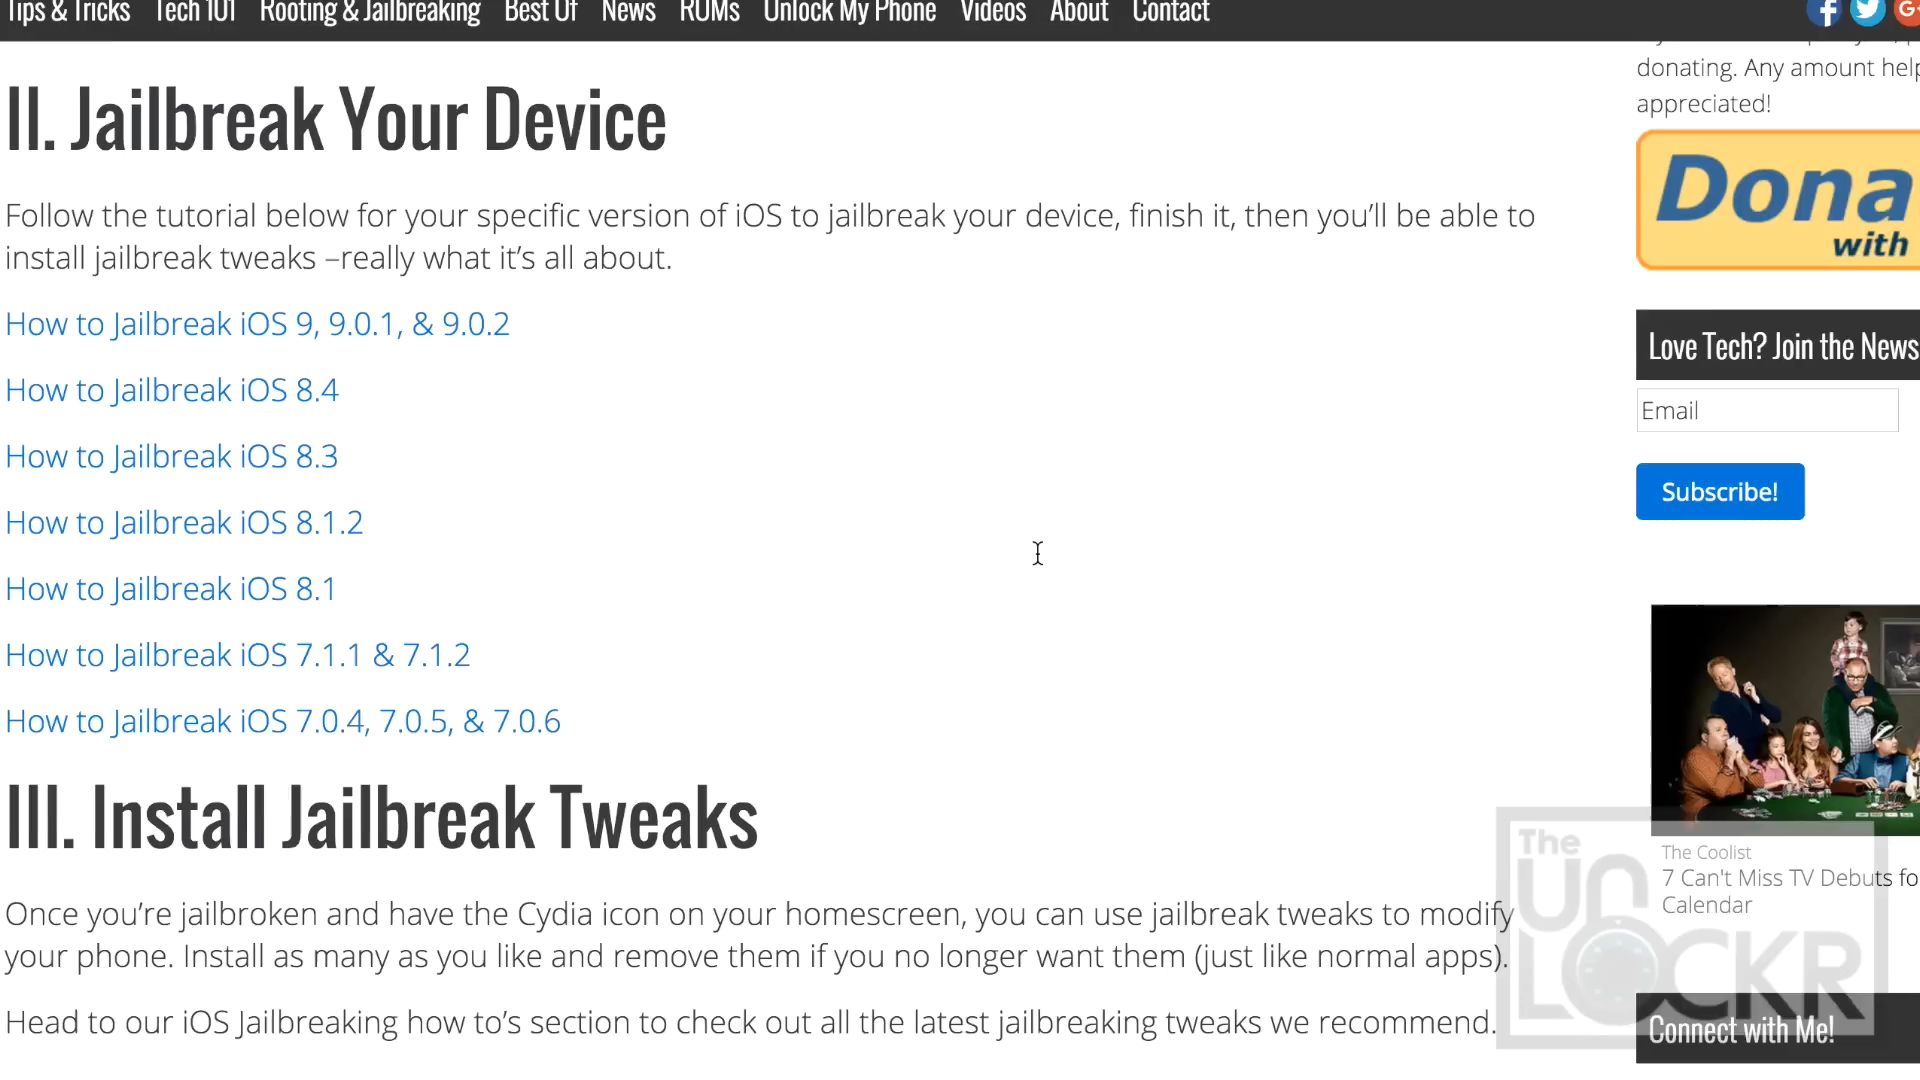 Tips & Tricks Tech 101 Rooting & Jailbreaking Best Of News ROMs Unlock My Phone Videos About Contact
II. Jailbreak Your Device
Follow the tutorial below for your specific version of iOS to jailbreak your device, finish it, then you’ll be able to
install jailbreak tweaks –really what it’s all about.
How to Jailbreak iOS 9, 9.0.1, & 9.0.2
How to Jailbreak iOS 8.4
How to Jailbreak iOS 8.3
How to Jailbreak iOS 8.1.2
How to Jailbreak iOS 8.1
How to Jailbreak iOS 7.1.1 & 7.1.2
How to Jailbreak iOS 7.0.4, 7.0.5, & 7.0.6
III. Install Jailbreak Tweaks
Once you’re jailbroken and have the Cydia icon on your homescreen, you can use jailbreak tweaks to modify
your phone. Install as many as you like and remove them if you no longer want them (just like normal apps).
Head to our iOS Jailbreaking how to’s section to check out all the latest jailbreaking tweaks we recommend.
donating. Any amount help
appreciated!
Dona
with
Love Tech? Join the News
Email
Subscribe!
The Coolist
7 Can't Miss TV Debuts fo
Calendar
Connect with Me!
The
UN
LOCKR